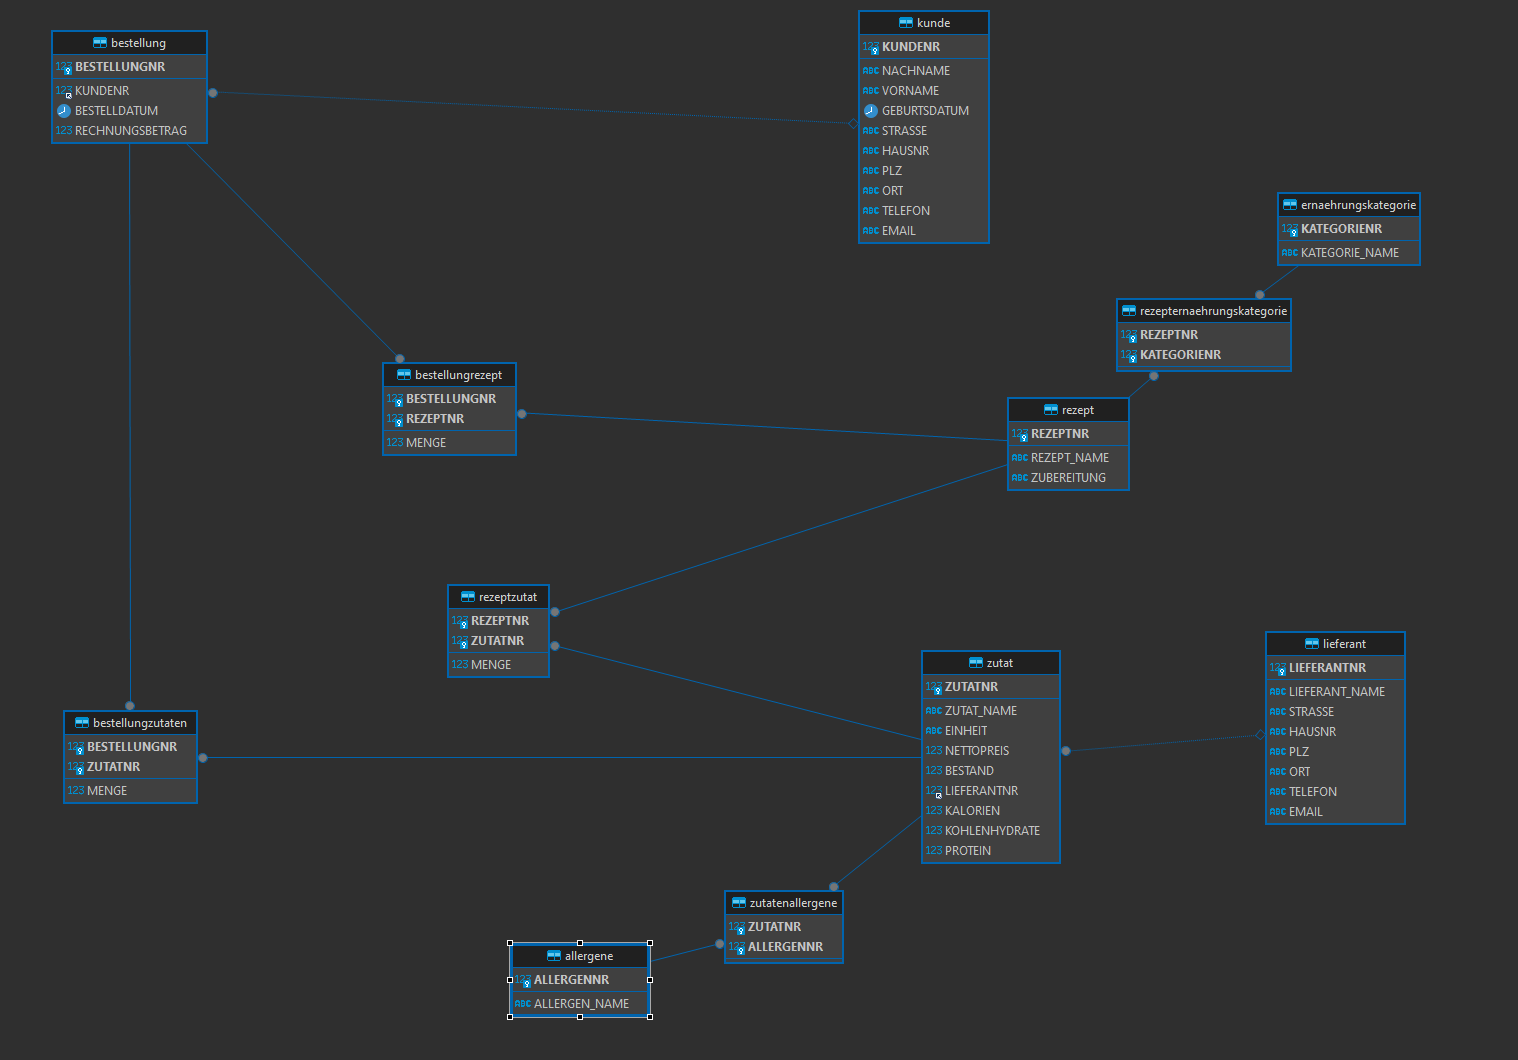 bestellung
123 BESTELLUNGNR
123 KUNDENR
BESTELLDATUM
123 RECHNUNGSBETRAG
kunde
123 KUNDENR
ABC NACHNAME
ABC VORNAME
GEBURTSDATUM
ABC STRASSE
ABC HAUSNR
ABC PLZ
ABC ORT
ABC TELEFON
ABC EMAIL
ernaehrungskategorie
123 KATEGORIENR
ABC KATEGORIE_NAME
rezepternaehrungskategorie
123 REZEPTNR
123 KATEGORIENR
bestellungrezept
123 BESTELLUNGNR
123 REZEPTNR
123 MENGE
rezept
123 REZEPTNR
ABC REZEPT_NAME
ABC ZUBEREITUNG
rezeptzutat
123 REZEPTNR
123 ZUTATNR
123 MENGE
zutat
123 ZUTATNR
ABC ZUTAT_NAME
ABC EINHEIT
123 NETTOPREIS
123 BESTAND
123 LIEFERANTNR
123 KALORIEN
123 KOHLENHYDRATE
123 PROTEIN
lieferant
123 LIEFERANTNR
ABC LIEFERANT_NAME
ABC STRASSE
ABC HAUSNR
ABC PLZ
ABC ORT
ABC TELEFON
ABC EMAIL
bestellungzutaten
123 BESTELLUNGNR
123 ZUTATNR
123 MENGE
zutatenallergene
123 ZUTATNR
123 ALLERGENNR
allergene
123 ALLERGENNR
ABC ALLERGEN_NAME